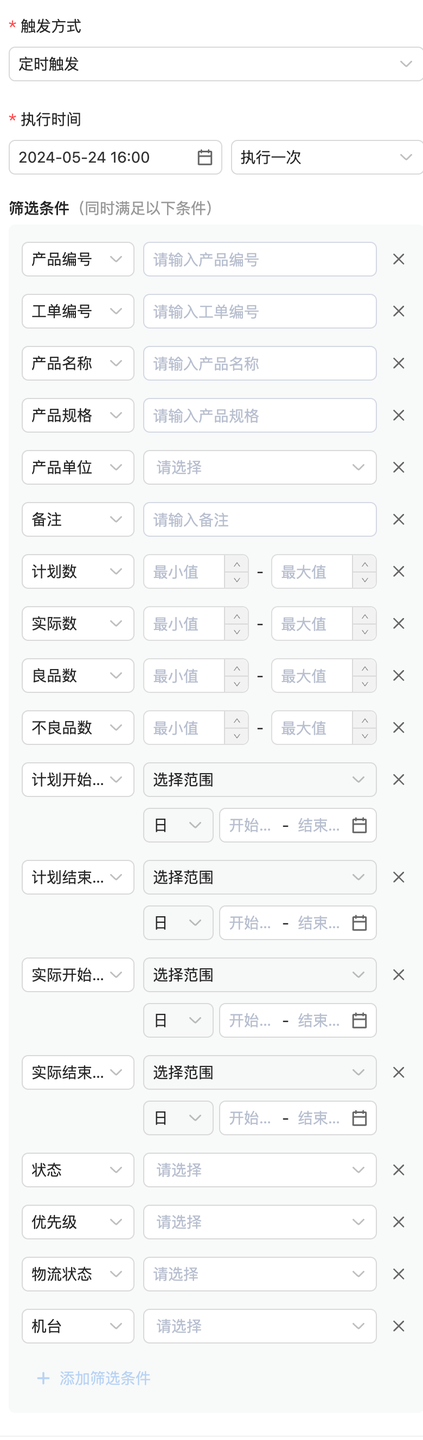 * 触发方式
定时触发
* 执行时间
2024-05-24 16:00 执行一次
筛选条件（同时满足以下条件）
产品编号 请输入产品编号
工单编号 请输入工单编号
产品名称 请输入产品名称
产品规格 请输入产品规格
产品单位 请选择
备注 请输入备注
计划数 最小值 - 最大值
实际数 最小值 - 最大值
良品数 最小值 - 最大值
不良品数 最小值 - 最大值
计划开始... 选择范围
日 开始... - 结束...
计划结束... 选择范围
日 开始... - 结束...
实际开始... 选择范围
日 开始... - 结束...
实际结束... 选择范围
日 开始... - 结束...
状态 请选择
优先级 请选择
物流状态 请选择
机台 请选择
+ 添加筛选条件